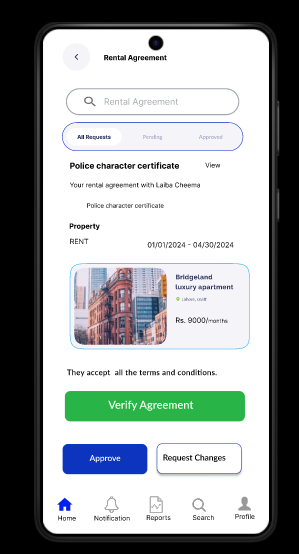 Rental Agreement
Rental Agreement
All Requests Pending Approved
Police character certificate View
Your rental agreement with Laiba Cheema
Police character certificate
Property
RENT 01/01/2024 - 04/30/2024
Bridgeland
luxury apartment
Rs. 9000/months
They accept all the terms and conditions.
Verify Agreement
Approve Request Changes
Home Notification Reports Search Profile